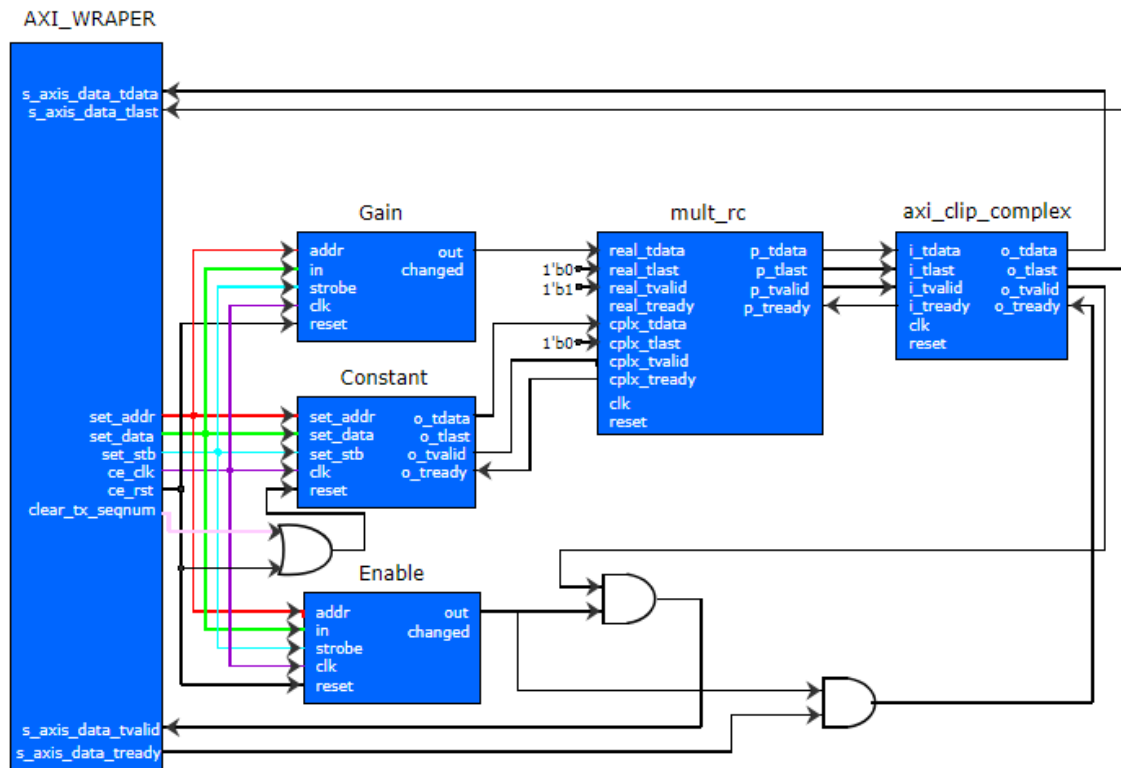 AXI_WRAPER
s_axis_data_tdata
s_axis_data_tlast
set_addr
set_data
set_stb
ce_clk
ce_rst
clear_tx_seqnum
s_axis_data_tvalid
s_axis_data_tready
Gain
addr out
in changed
strobe
clk
reset
Constant
set_addr o_tdata
set_data o_tlast
set_stb o_tvalid
clk o_tready
reset
Enable
addr out
in changed
strobe
clk
reset
mult_rc
real_tdata p_tdata
1'b0 real_tlast p_tlast
1'b1 real_tvalid p_tvalid
real_tready p_tready
cplx_tdata
1'b0 cplx_tlast
cplx_tvalid
cplx_tready
clk
reset
axi_clip_complex
i_tdata o_tdata
i_tlast o_tlast
i_tvalid o_tvalid
i_tready o_tready
clk
reset